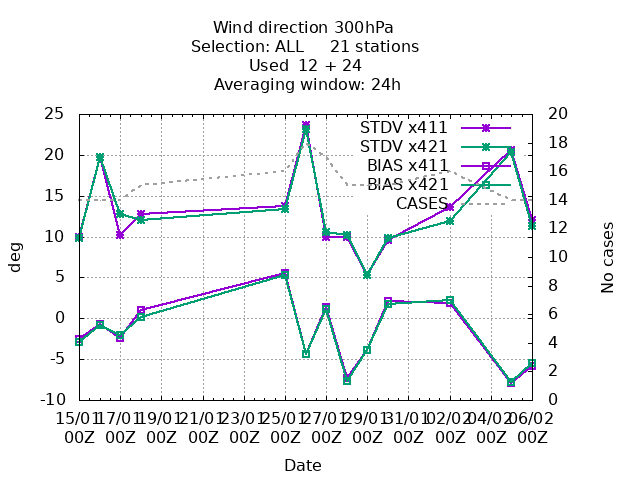 Wind direction 300hPa
Selection: ALL     21 stations
Used  12 + 24
Averaging window: 24h
25
20
15
10
5
0
-5
-10
deg
20
18
16
14
12
10
8
6
4
2
0
No cases
STDV x411
STDV x421
BIAS x411
BIAS x421
CASES
15/01 17/01 19/01 21/01 23/01 25/01 27/01 29/01 31/01 02/02 04/02 06/02
00Z 00Z 00Z 00Z 00Z 00Z 00Z 00Z 00Z 00Z 00Z 00Z
Date